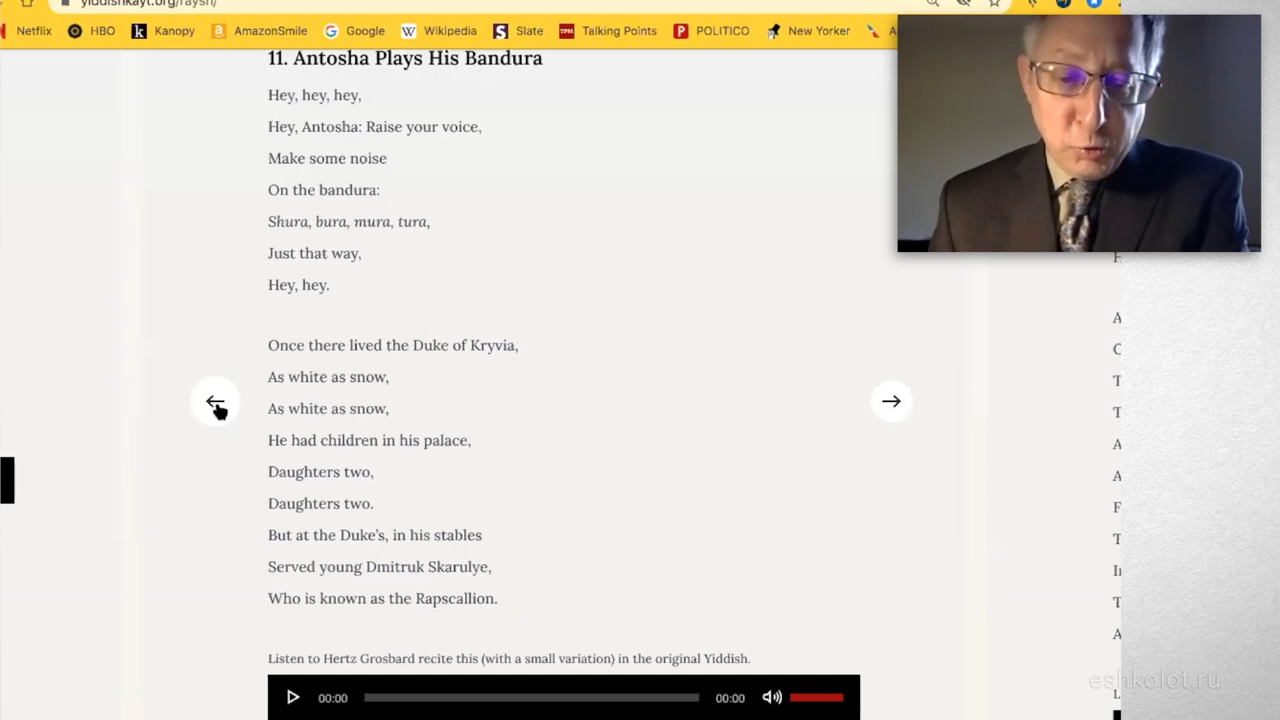 yiddishkayt.org/raysn/
Netflix HBO Kanopy AmazonSmile Google Wikipedia Slate TPM Talking Points POLITICO New Yorker
11. Antosha Plays His Bandura
Hey, hey, hey,
Hey, Antosha: Raise your voice,
Make some noise
On the bandura:
Shura, bura, mura, tura,
Just that way,
Hey, hey.
Once there lived the Duke of Kryvia,
As white as snow,
As white as snow,
He had children in his palace,
Daughters two,
Daughters two.
But at the Duke’s, in his stables
Served young Dmitruk Skarulye,
Who is known as the Rapscallion.
Listen to Hertz Grosbard recite this (with a small variation) in the original Yiddish.
00:00 00:00
eshkolot.ru